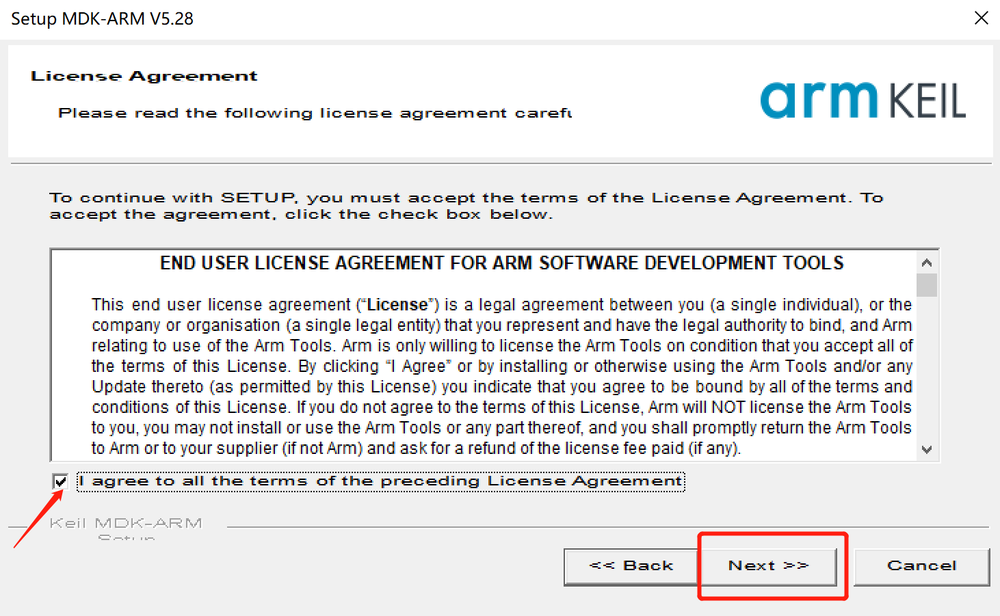 Setup MDK-ARM V5.28
License Agreement
Please read the following license agreement
arm KEIL
To continue with SETUP, you must accept the terms of the License Agreement. To
accept the agreement, click the check box below.
END USER LICENSE AGREEMENT FOR ARM SOFTWARE DEVELOPMENT TOOLS
This end user license agreement (“License”) is a legal agreement between you (a single individual), or the
company or organisation (a single legal entity) that you represent and have the legal authority to bind, and Arm
relating to use of the Arm Tools. Arm is only willing to license the Arm Tools on condition that you accept all of
the terms of this License. By clicking “I Agree” or by installing or otherwise using the Arm Tools and/or any
Update thereto (as permitted by this License) you indicate that you agree to be bound by all of the terms and
conditions of this License. If you do not agree to the terms of this License, Arm will NOT license the Arm Tools
to you, you may not install or use the Arm Tools or any part thereof, and you shall promptly return the Arm Tools
to Arm or to your supplier (if not Arm) and ask for a refund of the license fee paid (if any).
I agree to all the terms of the preceding License Agreement
Keil MDK-ARM
Setup
<< Back
Next >>
Cancel